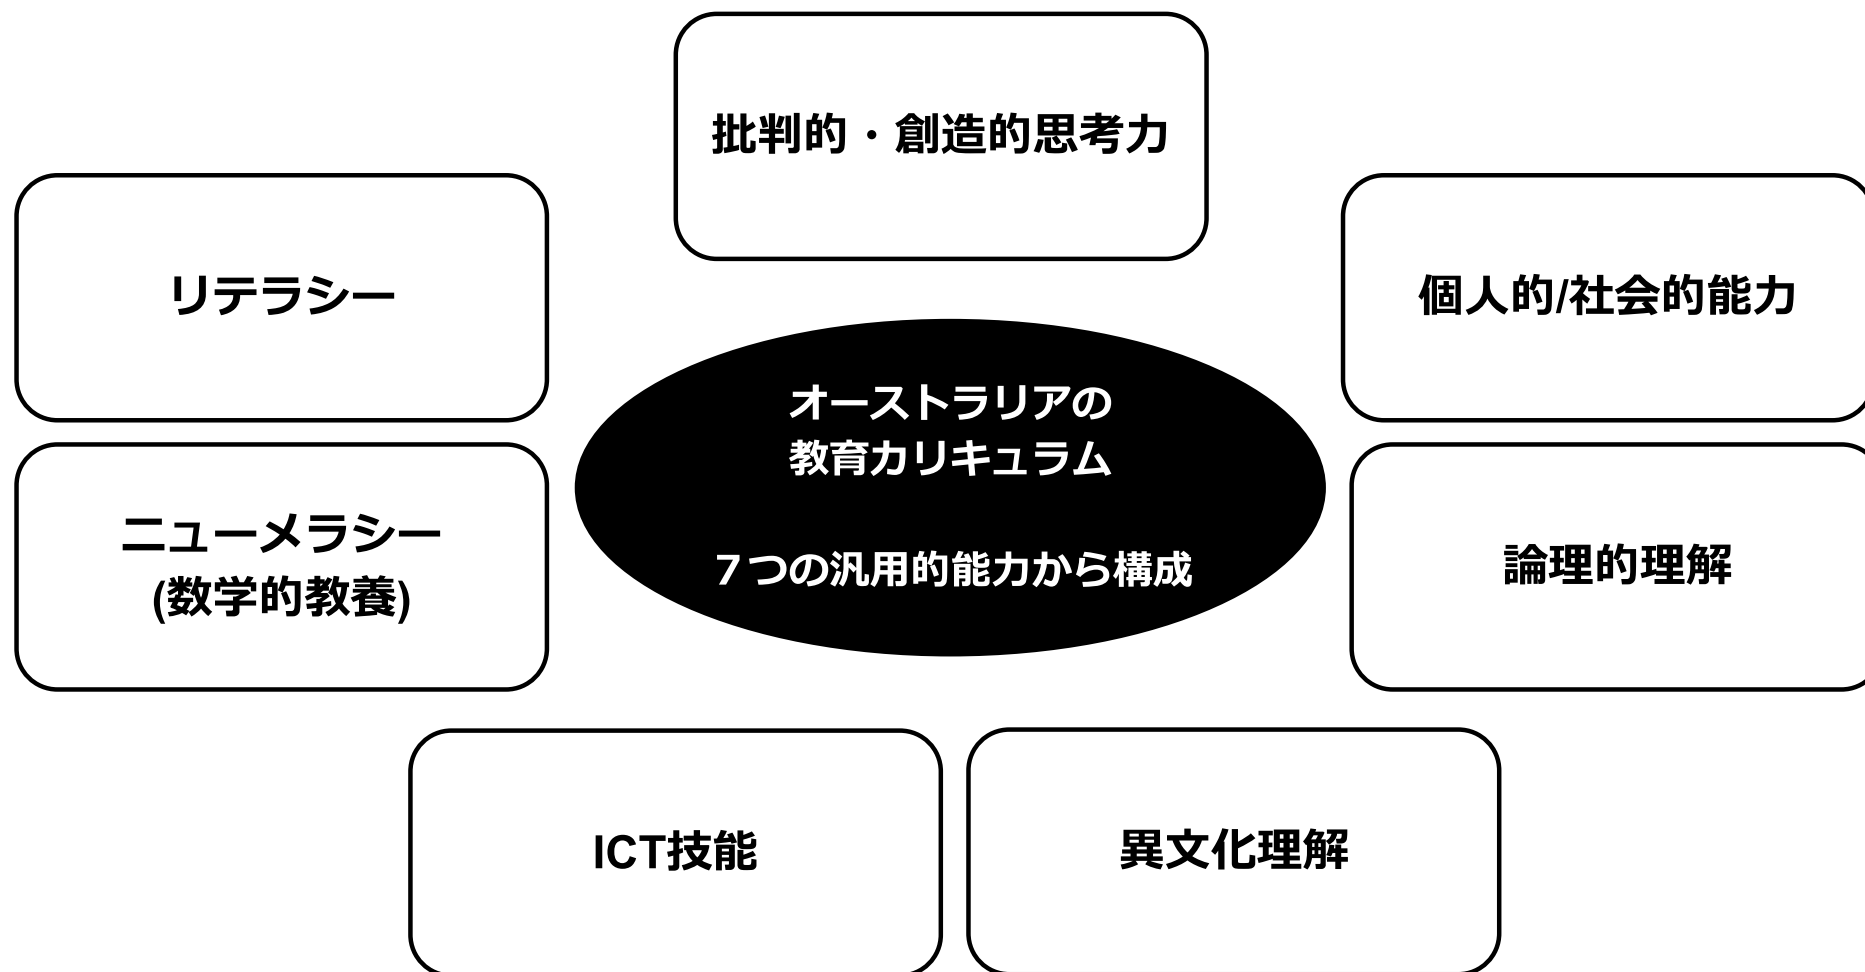 批判的・創造的思考力
リテラシー
個人的/社会的能力
オーストラリアの
教育カリキュラム
７つの汎用的能力から構成
ニューメラシー
(数学的教養)
論理的理解
ICT技能
異文化理解